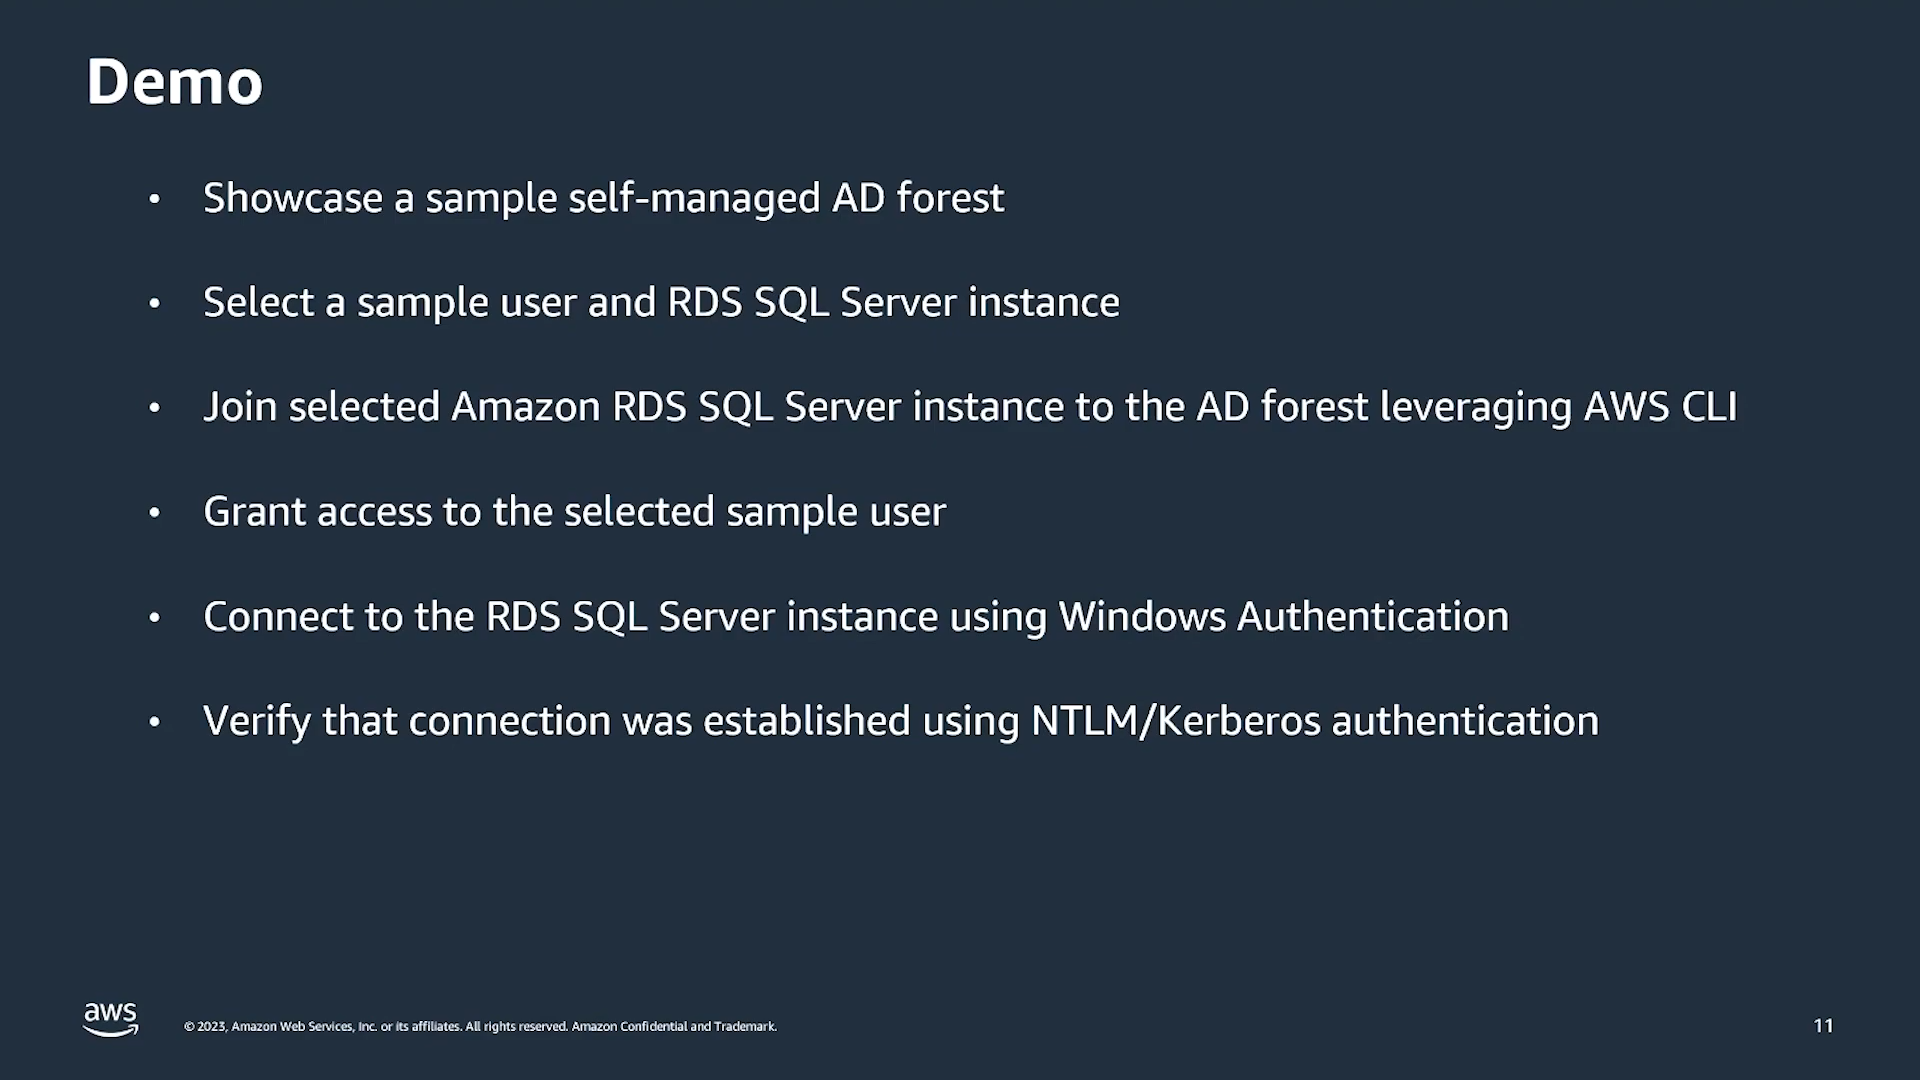 Demo
• Showcase a sample self-managed AD forest
• Select a sample user and RDS SQL Server instance
• Join selected Amazon RDS SQL Server instance to the AD forest leveraging AWS CLI
• Grant access to the selected sample user
• Connect to the RDS SQL Server instance using Windows Authentication
• Verify that connection was established using NTLM/Kerberos authentication
aws
© 2023, Amazon Web Services, Inc. or its affiliates. All rights reserved. Amazon Confidential and Trademark.
11